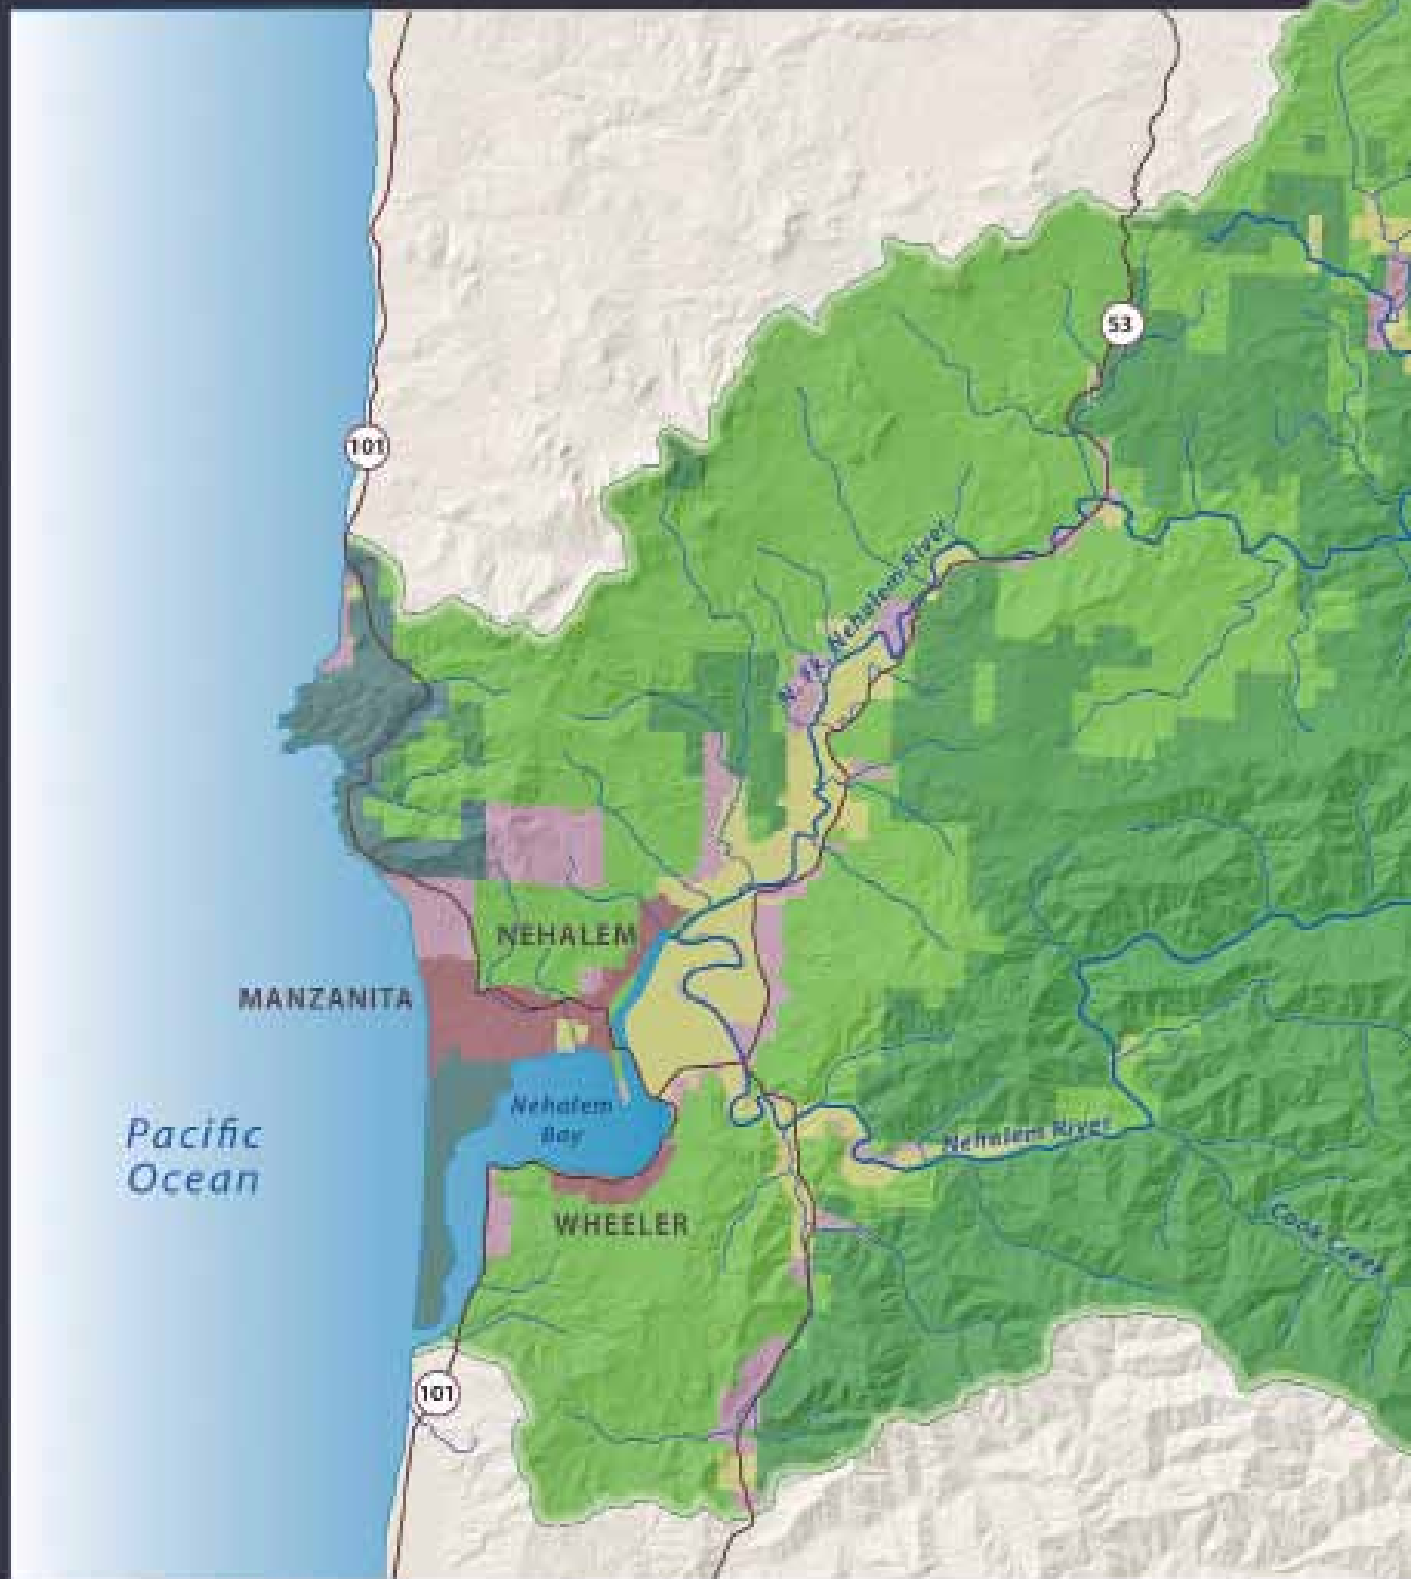 53
101
N. Fk. Nehalem River
NEHALEM
MANZANITA
Nehalem
Bay
Pacific
Ocean
Nehalem River
WHEELER
Cook Creek
101